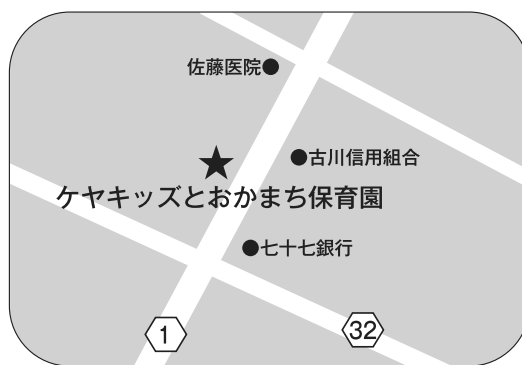 佐藤医院●
★
●古川信用組合
ケヤキッズとおかまち保育園
●七十七銀行
1
32